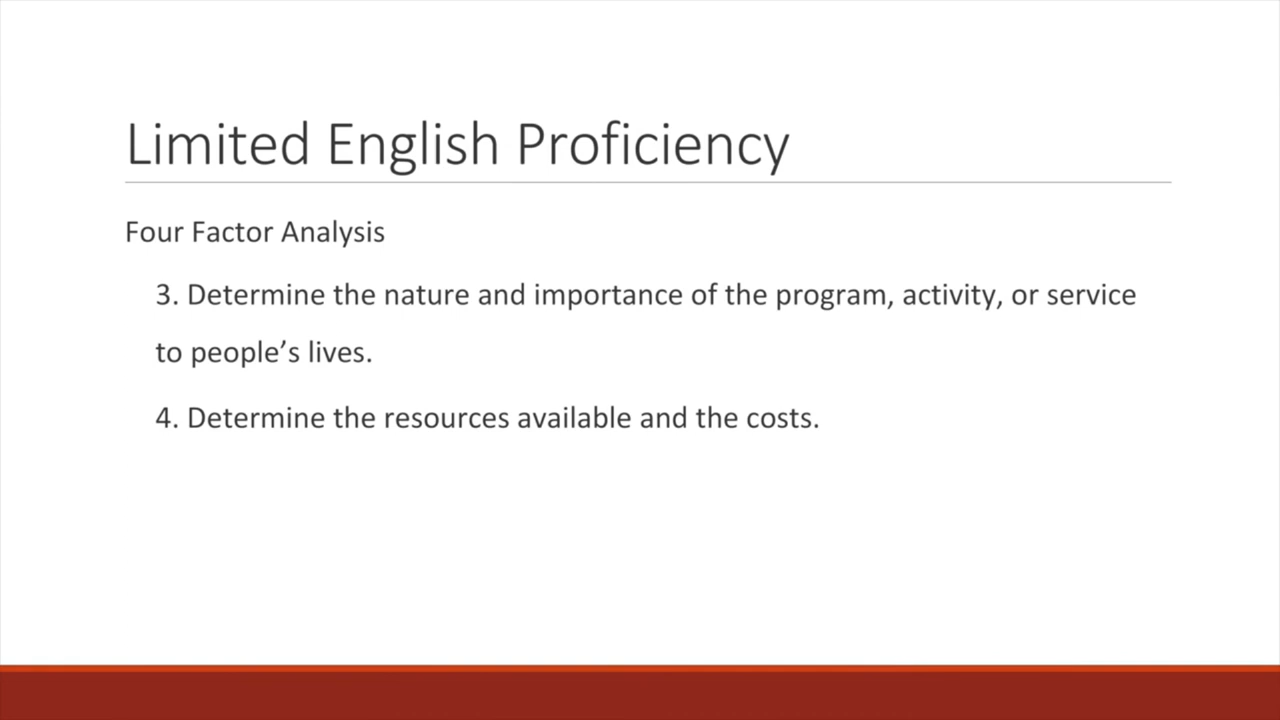 Limited English Proficiency
Four Factor Analysis
3. Determine the nature and importance of the program, activity, or service
to people’s lives.
4. Determine the resources available and the costs.